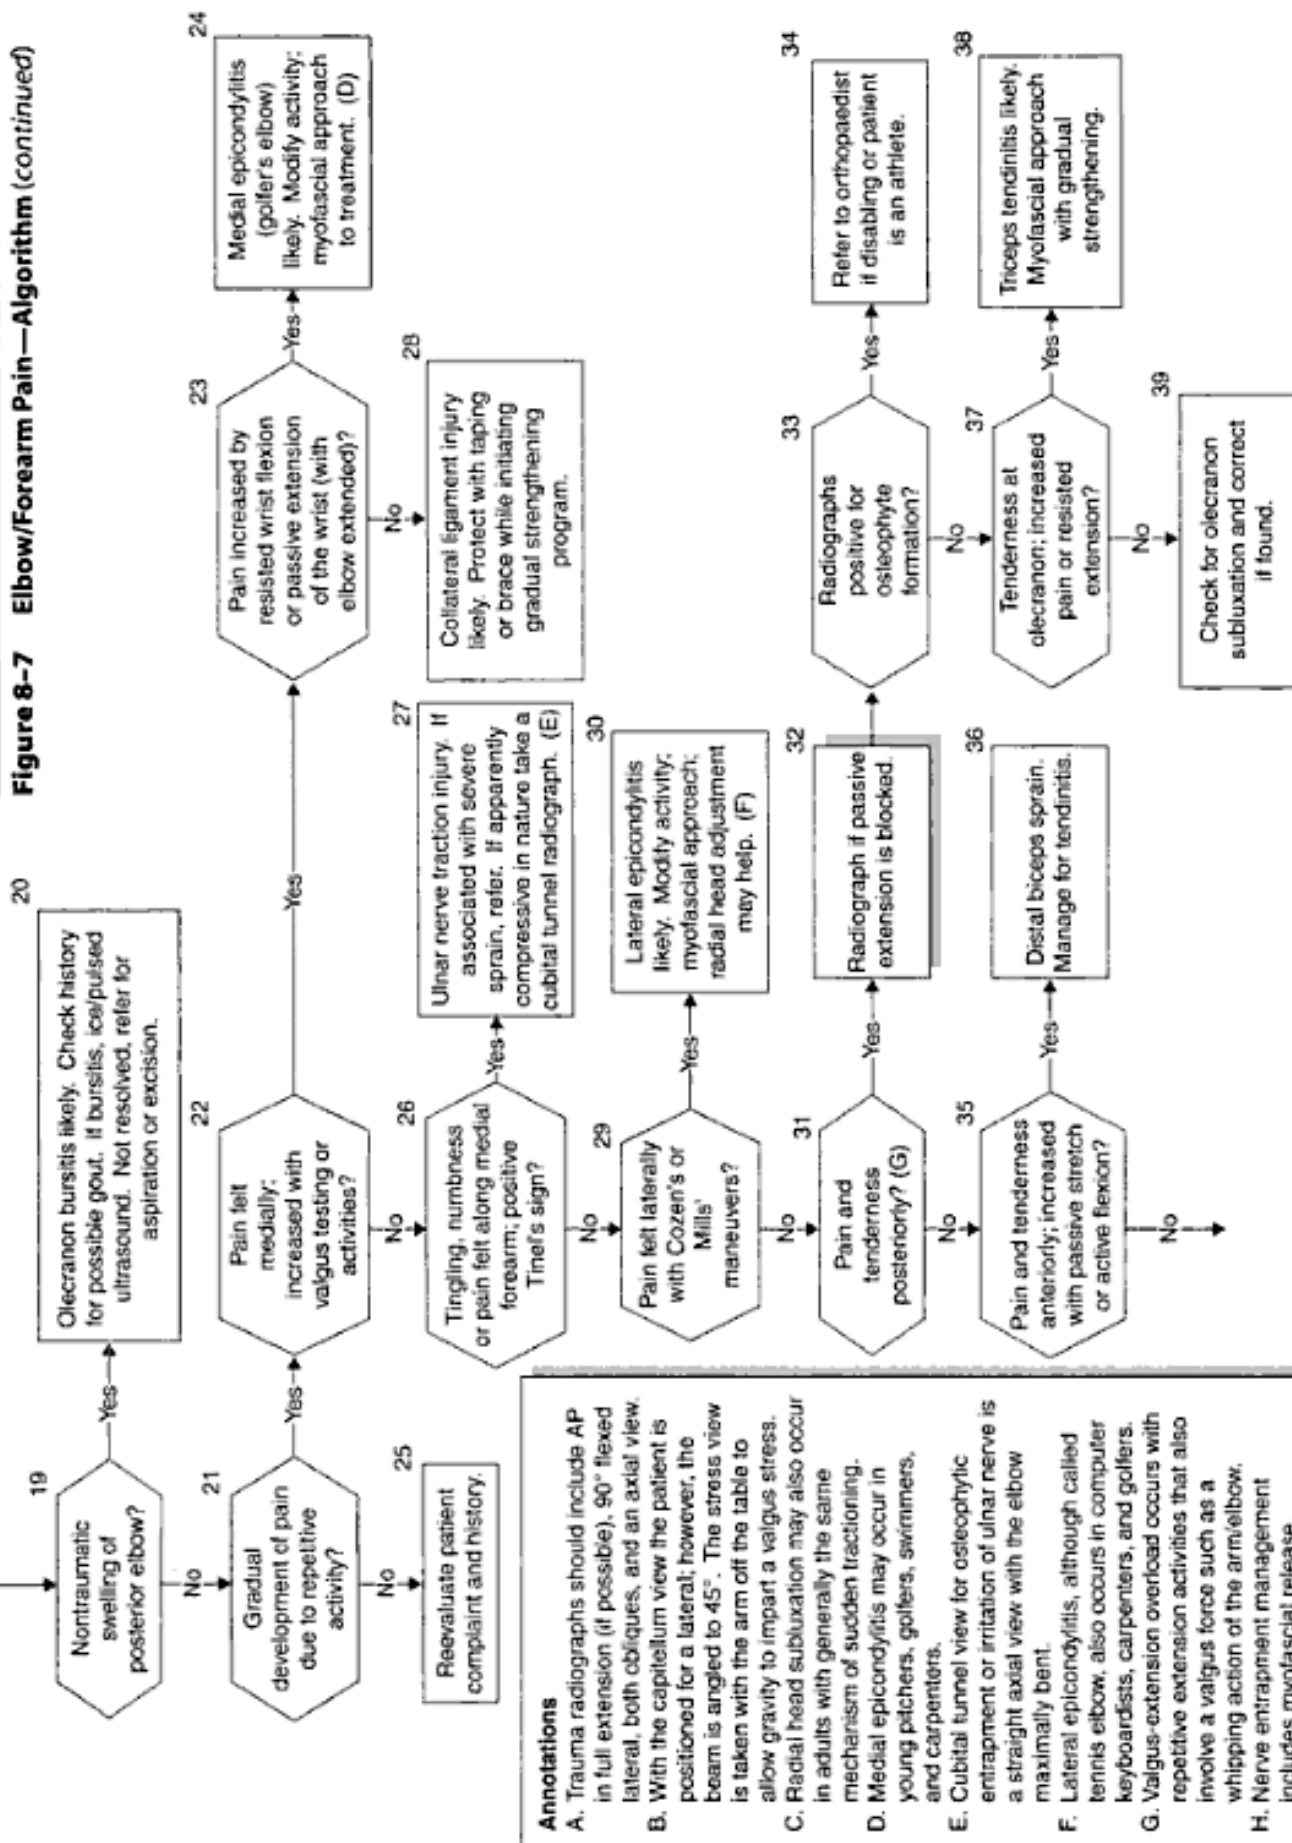 Figure 8–7 Elbow/Forearm Pain—Algorithm (continued)
19
Nontraumatic
swelling of
posterior elbow?
Yes
20
Olecranon bursitis likely. Check history
for possible gout. If bursitis, ice/pulsed
ultrasound. Not resolved, refer for
aspiration or excision.
No
21
Gradual
development of pain
due to repetitive
activity?
Yes
22
Pain felt
medially;
increased with
valgus testing or
activities?
Yes
23
Pain increased by
resisted wrist flexion
or passive extension
of the wrist (with
elbow extended)?
Yes
24
Medial epicondylitis
(golfer's elbow)
likely. Modify activity;
myofascial approach
to treatment. (D)
No
25
Reevaluate patient
complaint and history.
No
26
Tingling, numbness
or pain felt along medial
forearm; positive
Tinel's sign?
Yes
27
Ulnar nerve traction injury. If
associated with severe
sprain, refer. If apparently
compressive in nature take a
cubital tunnel radiograph. (E)
No
28
Collateral ligament injury
likely. Protect with taping
or brace while initiating
gradual strengthening
program.
No
29
Pain felt laterally
with Cozen's or
Mills'
maneuvers?
Yes
30
Lateral epicondylitis
likely. Modify activity;
myofascial approach;
radial head adjustment
may help. (F)
No
31
Pain and
tenderness
posteriorly? (G)
Yes
32
Radiograph if passive
extension is blocked.
33
Radiographs
positive for
osteophyte
formation?
Yes
34
Refer to orthopaedist
if disabling or patient
is an athlete.
No
35
Pain and tenderness
anteriorly; increased
with passive stretch
or active flexion?
Yes
36
Distal biceps sprain.
Manage for tendinitis.
No
37
Tenderness at
olecranon; increased
pain or resisted
extension?
Yes
38
Triceps tendinitis likely.
Myofascial approach
with gradual
strengthening.
No
39
Check for olecranon
subluxation and correct
if found.
No
Annotations
A. Trauma radiographs should include AP
in full extension (if possible), 90° flexed
lateral, both obliques, and an axial view.
B. With the capitellum view the patient is
positioned for a lateral; however, the
beam is angled to 45°. The stress view
is taken with the arm off the table to
allow gravity to impart a valgus stress.
C. Radial head subluxation may also occur
in adults with generally the same
mechanism of sudden tractioning.
D. Medial epicondylitis may occur in
young pitchers, golfers, swimmers,
and carpenters.
E. Cubital tunnel view for osteophytic
entrapment or irritation of ulnar nerve is
a straight axial view with the elbow
maximally bent.
F. Lateral epicondylitis, although called
tennis elbow, also occurs in computer
keyboardists, carpenters, and golfers.
G. Valgus-extension overload occurs with
repetitive extension activities that also
involve a valgus force such as a
whipping action of the arm/elbow.
H. Nerve entrapment management
includes myofascial release